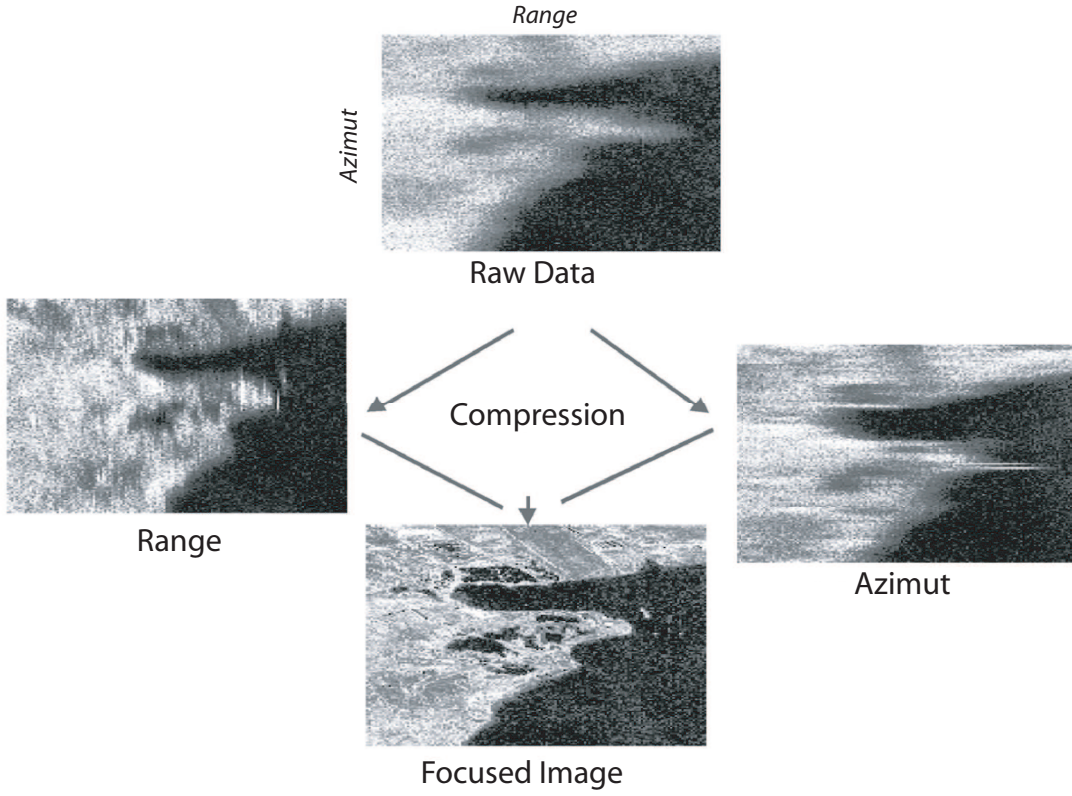 Range
Azimut
Raw Data
Compression
Range
Azimut
Focused Image